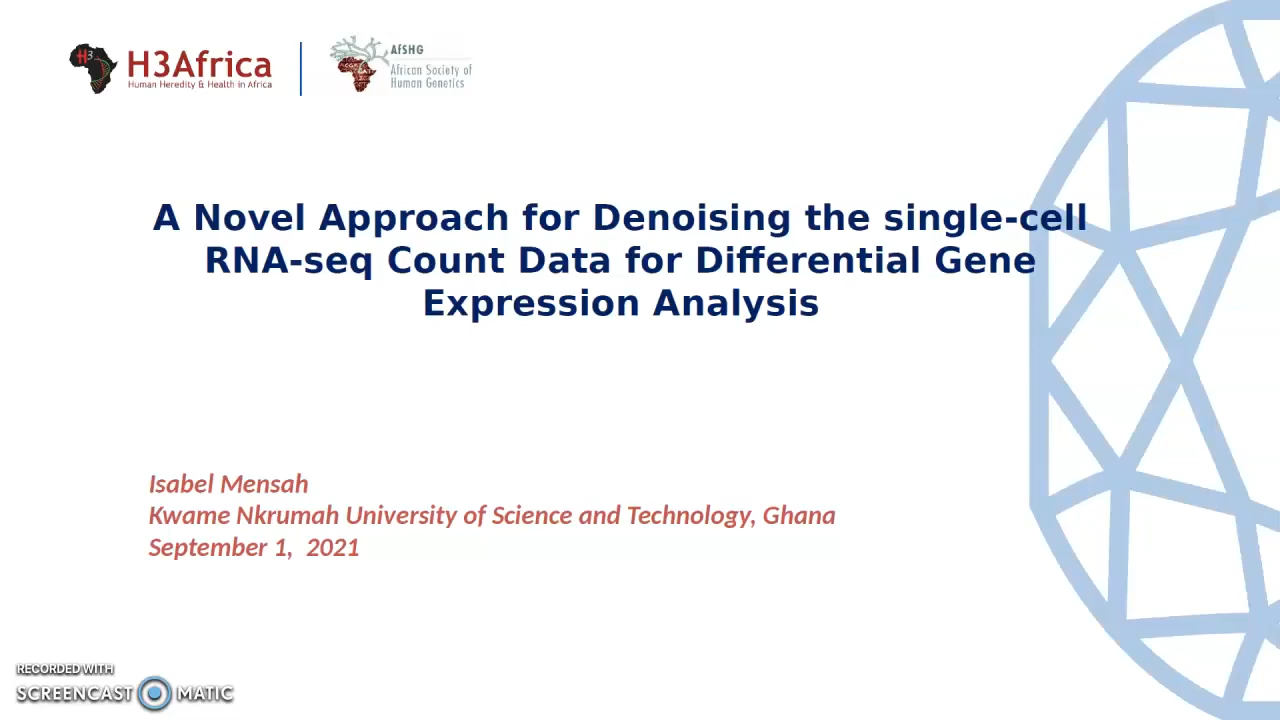 H3
H3Africa
Human Heredity & Health in Africa
AfSHG
African Society of
Human Genetics
A Novel Approach for Denoising the single-cell
RNA-seq Count Data for Differential Gene
Expression Analysis
Isabel Mensah
Kwame Nkrumah University of Science and Technology, Ghana
September 1, 2021
RECORDED WITH
SCREENCAST MATIC